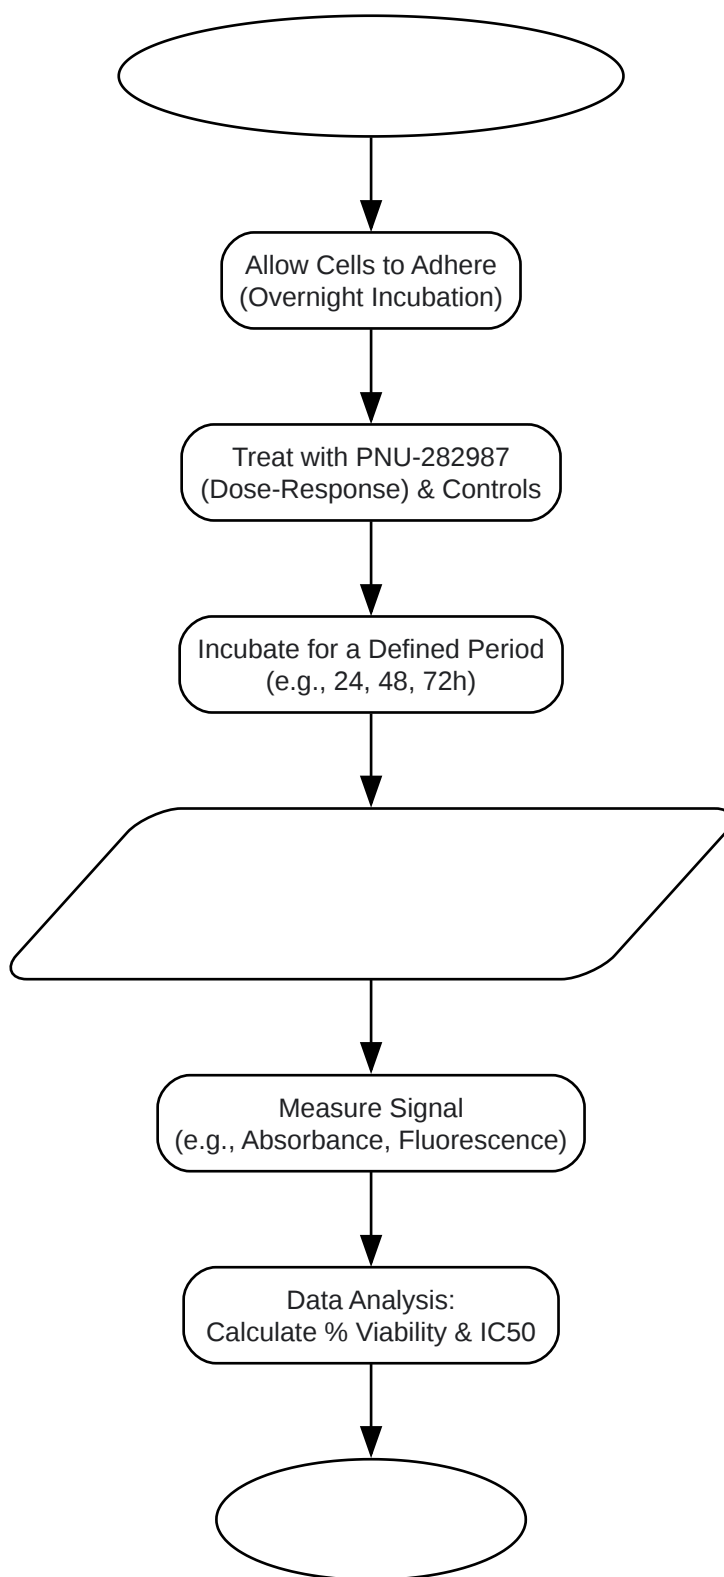 Allow Cells to Adhere
(Overnight Incubation)
Treat with PNU-282987
(Dose-Response) & Controls
Incubate for a Defined Period
(e.g., 24, 48, 72h)
Measure Signal
(e.g., Absorbance, Fluorescence)
Data Analysis:
Calculate % Viability & IC50